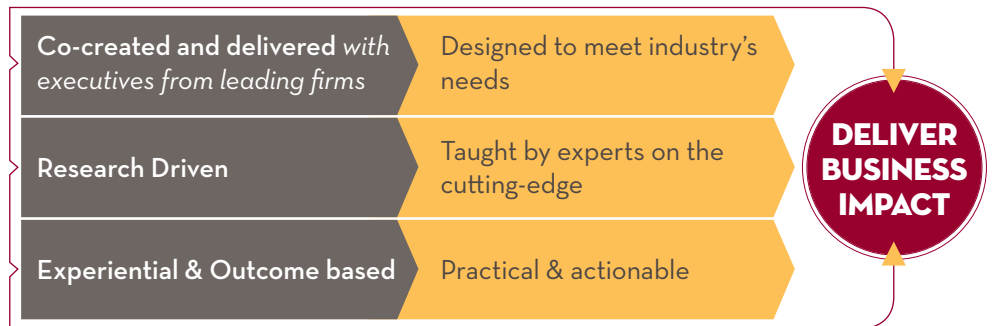 Co-created and delivered with
executives from leading firms
Designed to meet industry’s
needs
Research Driven
Taught by experts on the
cutting-edge
Experiential & Outcome based
Practical & actionable
DELIVER
BUSINESS
IMPACT